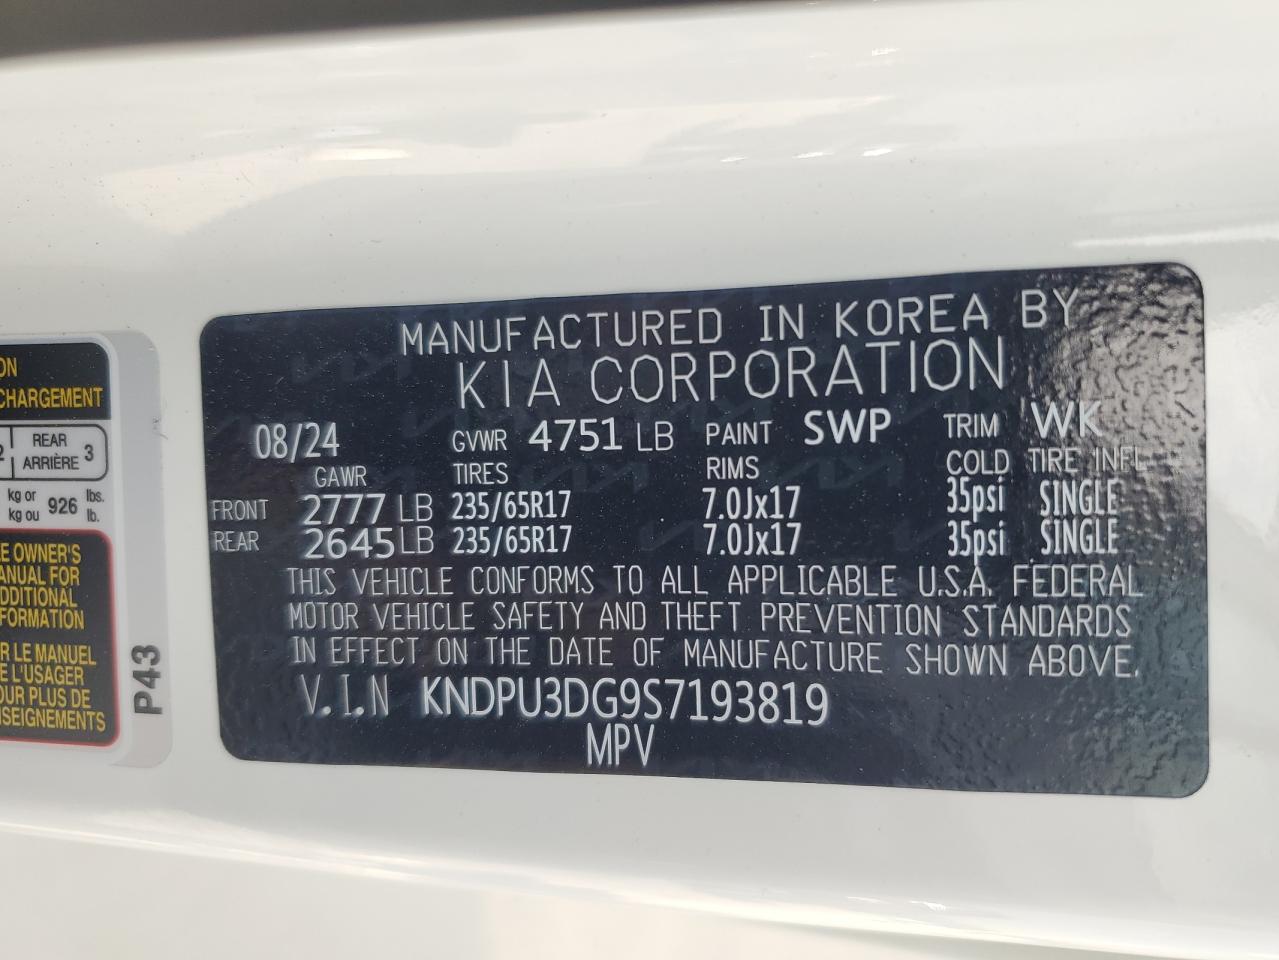 ON
CHARGEMENT
2 REAR ARRIÈRE 3
kg or kg ou 926 lbs. lb.
E OWNER'S
ANUAL FOR
DDITIONAL
FORMATION
R LE MANUEL
E L'USAGER
OUR PLUS DE
NSEIGNEMENTS
P43
MANUFACTURED IN KOREA BY
KIA CORPORATION
08/24 GVWR 4751 LB PAINT SWP TRIM WK
GAWR TIRES RIMS COLD TIRE INFL
FRONT 2777 LB 235/65R17 7.0Jx17 35psi SINGLE
REAR 2645 LB 235/65R17 7.0Jx17 35psi SINGLE
THIS VEHICLE CONFORMS TO ALL APPLICABLE U.S.A. FEDERAL
MOTOR VEHICLE SAFETY AND THEFT PREVENTION STANDARDS
IN EFFECT ON THE DATE OF MANUFACTURE SHOWN ABOVE.
V.I.N KNDPU3DG9S7193819
MPV